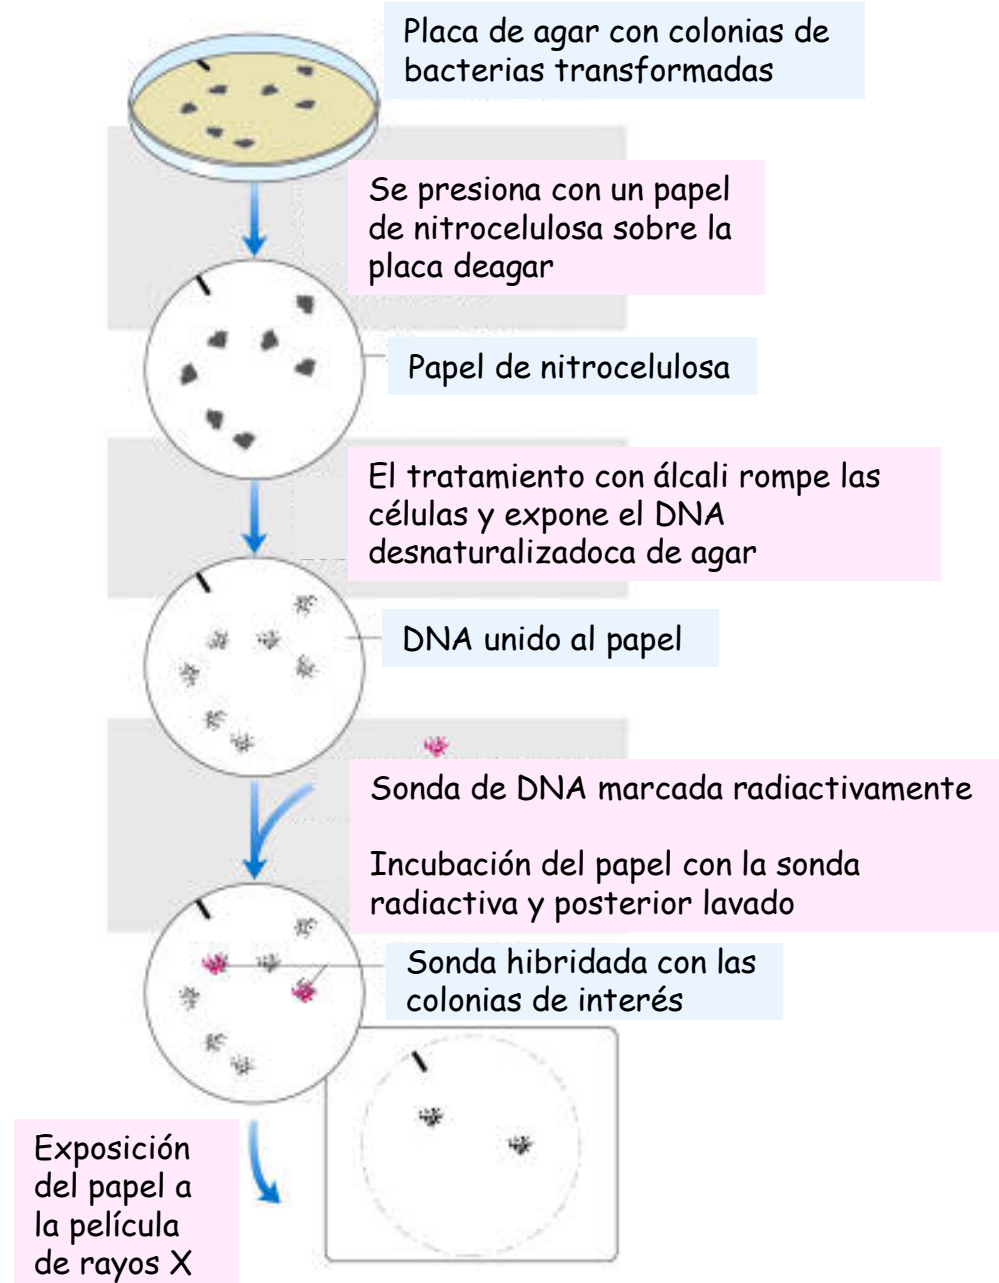 Placa de agar con colonias de
bacterias transformadas
Se presiona con un papel
de nitrocelulosa sobre la
placa deagar
Papel de nitrocelulosa
El tratamiento con álcali rompe las
células y expone el DNA
desnaturalizadoca de agar
DNA unido al papel
Sonda de DNA marcada radiactivamente
Incubación del papel con la sonda
radiactiva y posterior lavado
Sonda hibridada con las
colonias de interés
Exposición
del papel a
la película
de rayos X